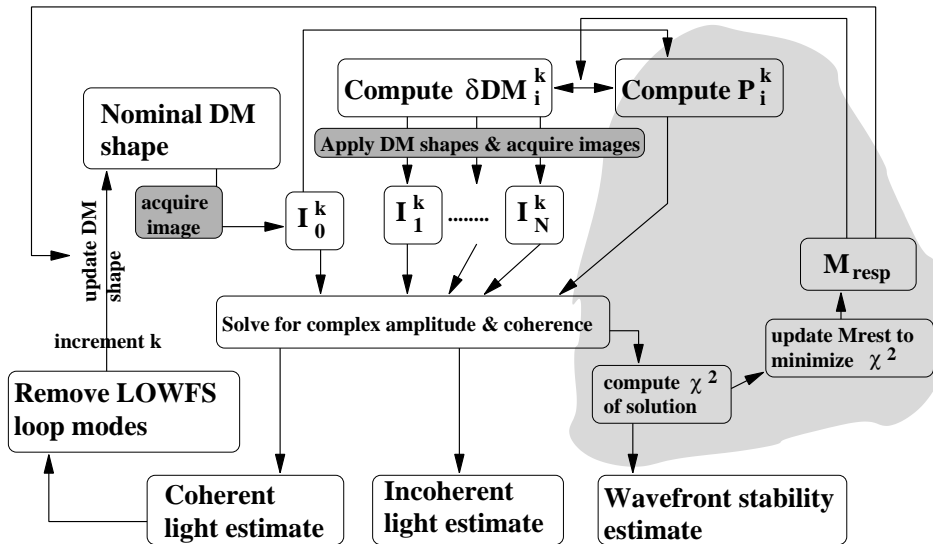 Compute δDM i k
Compute P i k
Nominal DM
shape
Apply DM shapes & acquire images
acquire
image
I 0 k
I 1 k
........
I N k
update DM
shape
M resp
Solve for complex amplitude & coherence
increment k
update Mrest to
minimize χ 2
Remove LOWFS
loop modes
compute χ 2
of solution
Coherent
light estimate
Incoherent
light estimate
Wavefront stability
estimate